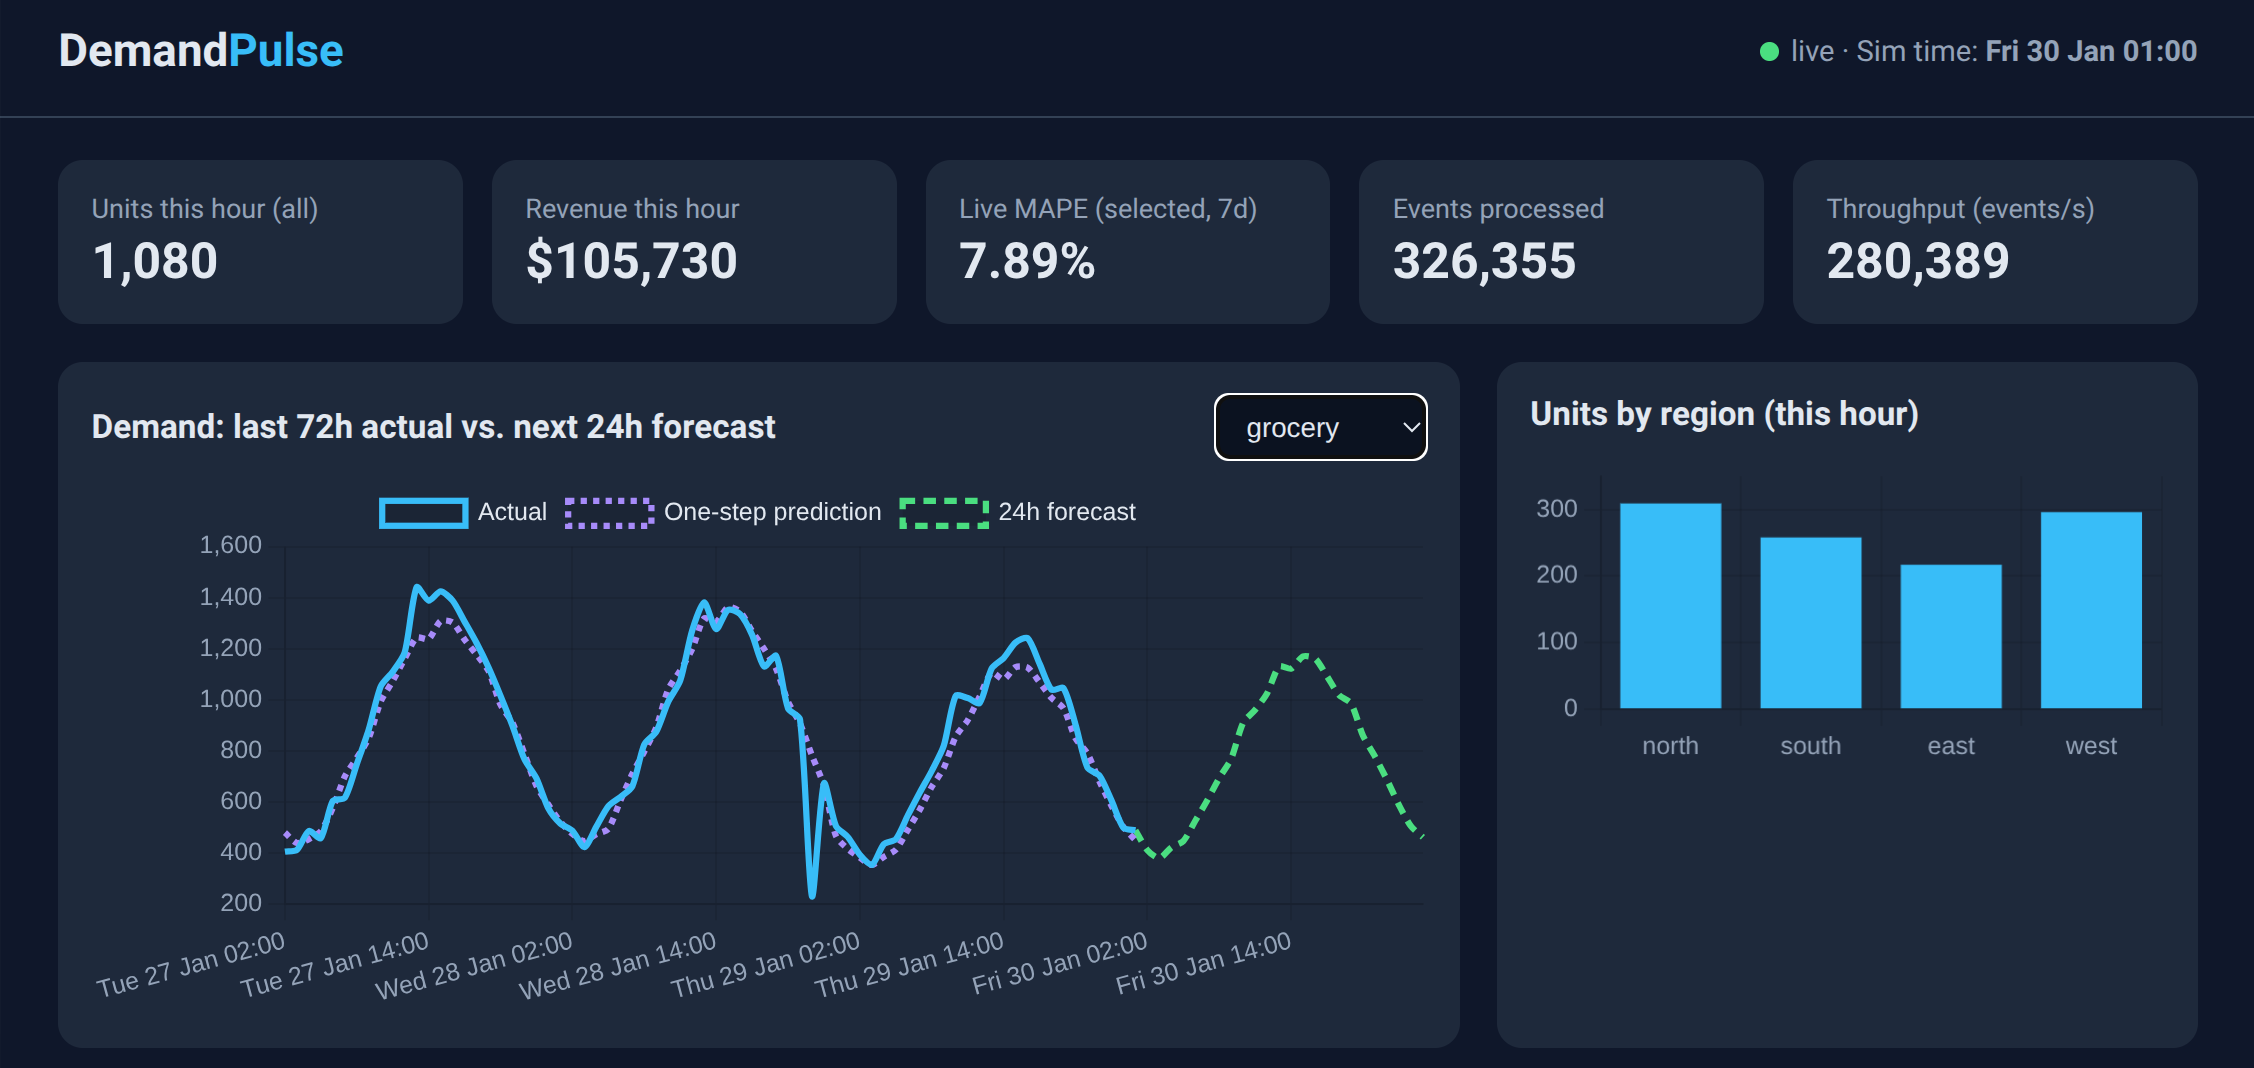 DemandPulse
live · Sim time: Fri 30 Jan 01:00
Units this hour (all)
1,080
Revenue this hour
$105,730
Live MAPE (selected, 7d)
7.89%
Events processed
326,355
Throughput (events/s)
280,389
Demand: last 72h actual vs. next 24h forecast
grocery
Actual
One-step prediction
24h forecast
1,600
1,400
1,200
1,000
800
600
400
200
Tue 27 Jan 02:00
Tue 27 Jan 14:00
Wed 28 Jan 02:00
Wed 28 Jan 14:00
Thu 29 Jan 02:00
Thu 29 Jan 14:00
Fri 30 Jan 02:00
Fri 30 Jan 14:00
Units by region (this hour)
300
200
100
0
north
south
east
west